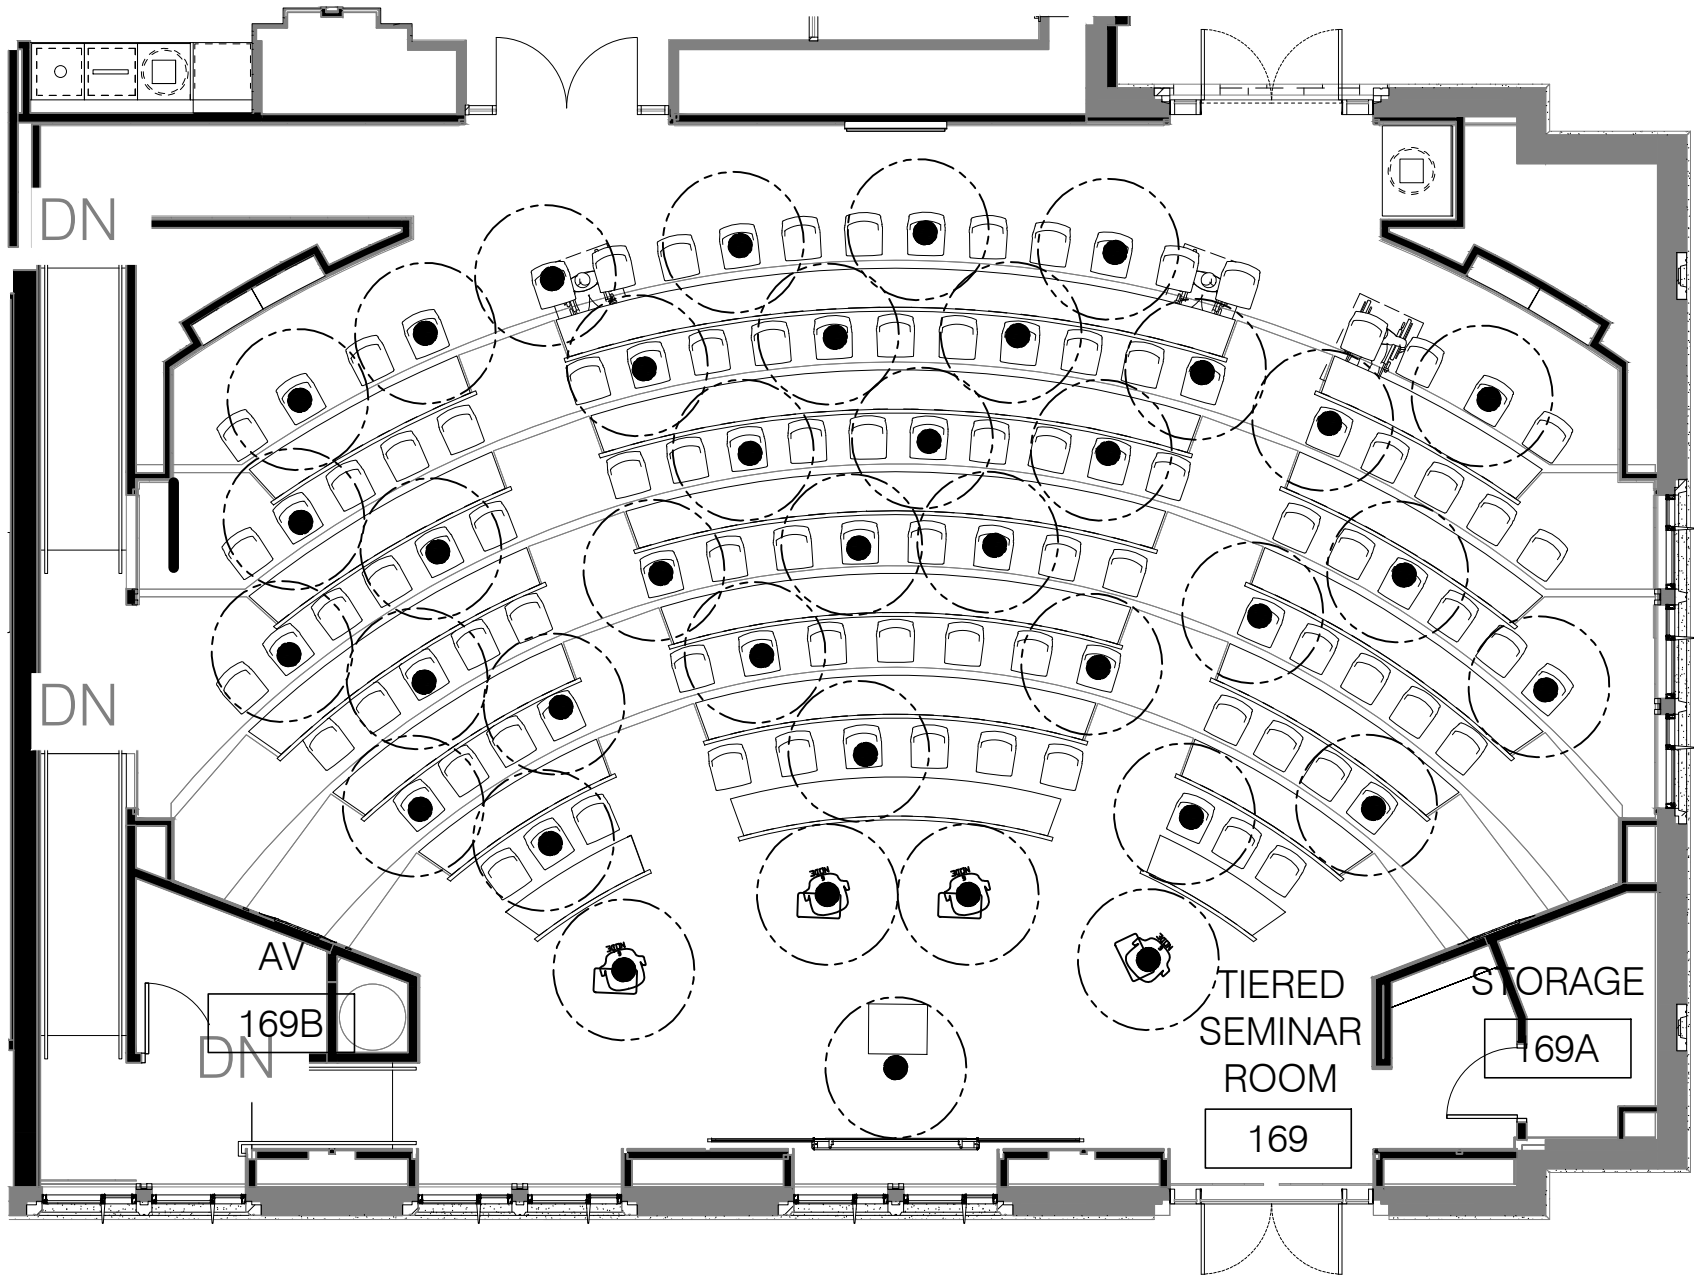 DN
DN
AV
169B
DN
TIERED
SEMINAR
ROOM
169
STORAGE
169A